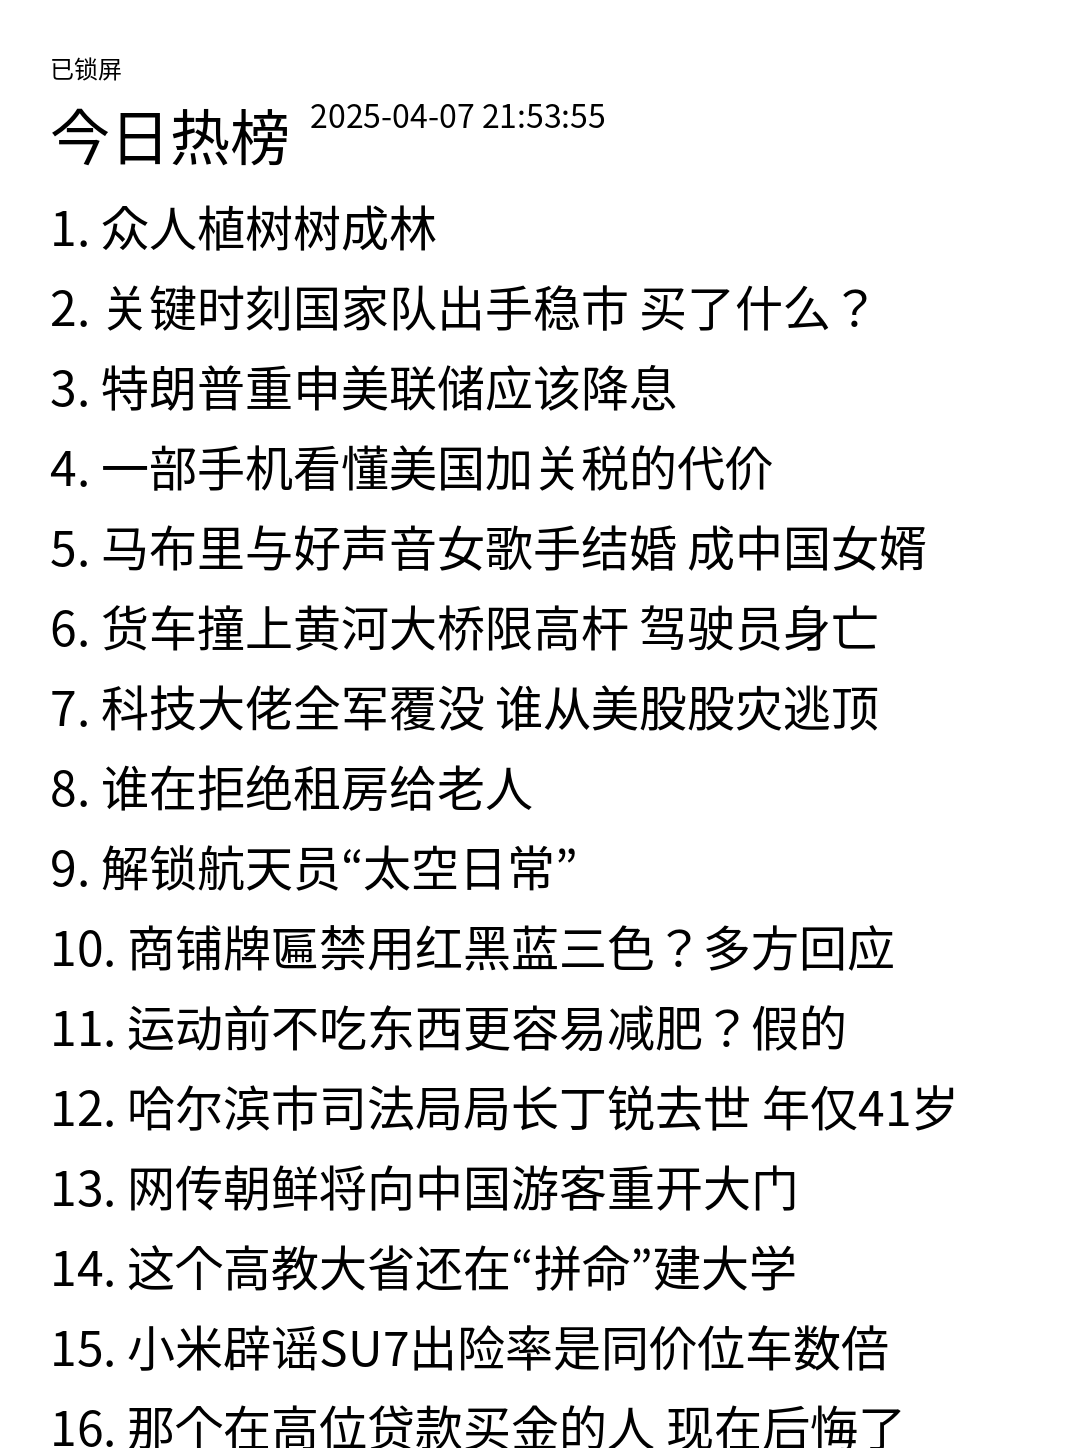 已锁屏
今日热榜 2025-04-07 21:53:55
1. 众人植树树成林
2. 关键时刻国家队出手稳市 买了什么？
3. 特朗普重申美联储应该降息
4. 一部手机看懂美国加关税的代价
5. 马布里与好声音女歌手结婚 成中国女婿
6. 货车撞上黄河大桥限高杆 驾驶员身亡
7. 科技大佬全军覆没 谁从美股股灾逃顶
8. 谁在拒绝租房给老人
9. 解锁航天员“太空日常”
10. 商铺牌匾禁用红黑蓝三色？多方回应
11. 运动前不吃东西更容易减肥？假的
12. 哈尔滨市司法局局长丁锐去世 年仅41岁
13. 网传朝鲜将向中国游客重开大门
14. 这个高教大省还在“拼命”建大学
15. 小米辟谣SU7出险率是同价位车数倍
16. 那个在高位贷款买金的人 现在后悔了